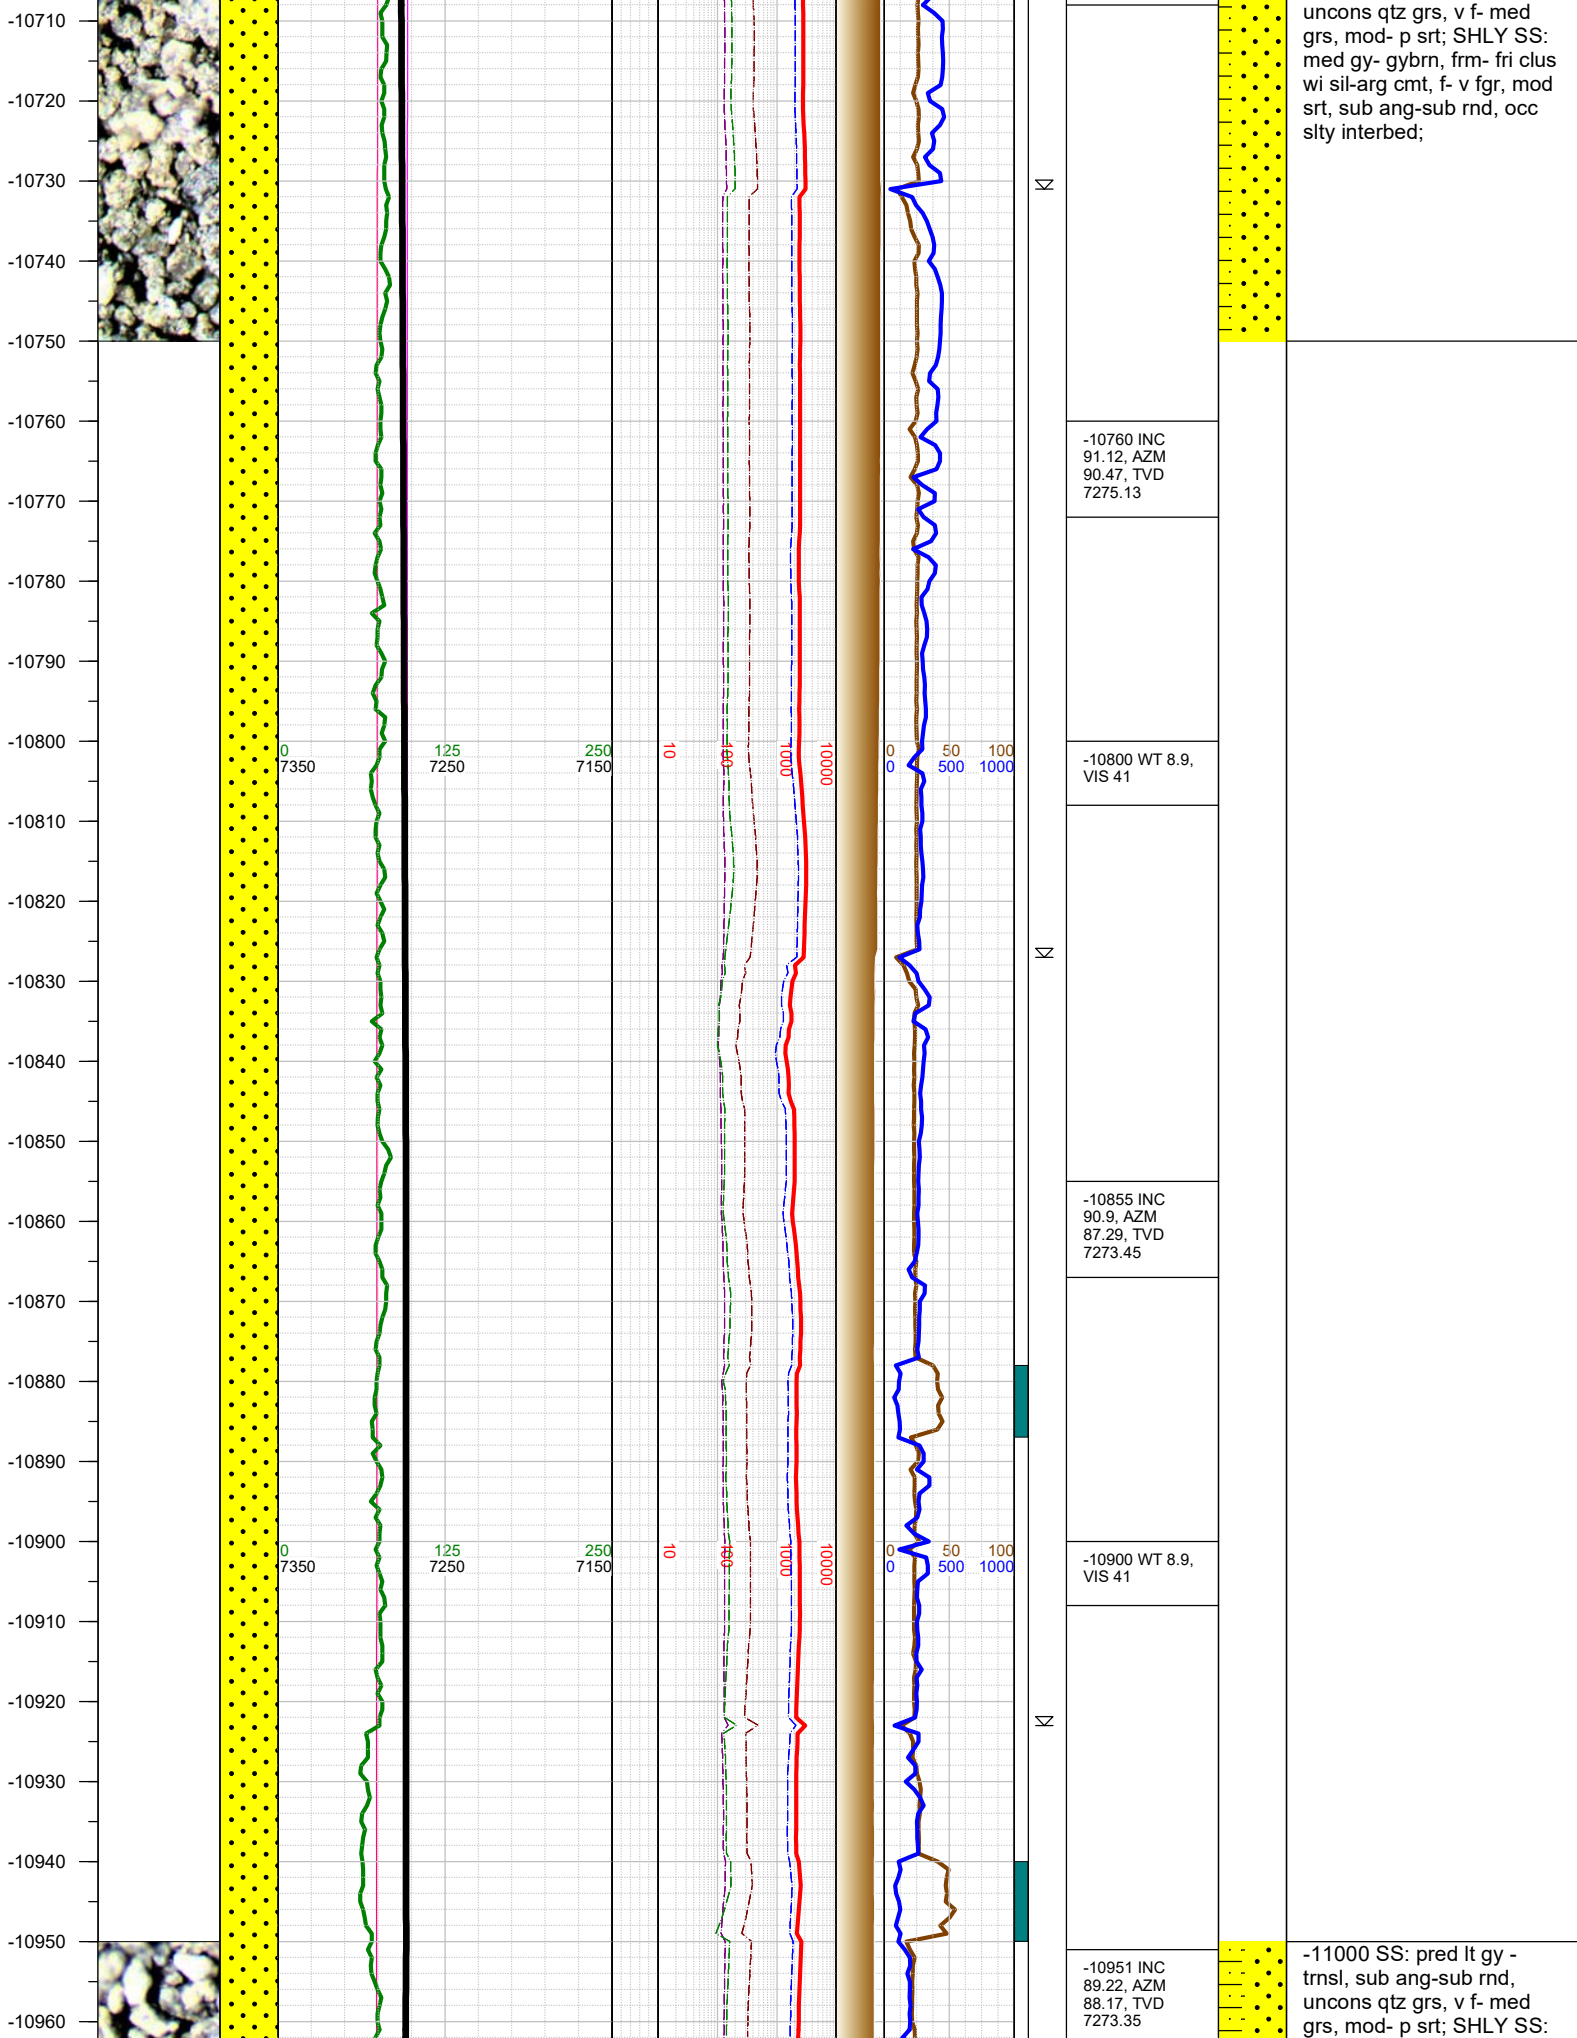 uncons qtz grs, v f- med
grs, mod- p srt; SHLY SS:
med gy- gybrn, frm- fri clus
wi sil-arg cmt, f- v fgr, mod
srt, sub ang-sub rnd, occ
slty interbed;
-10710
-10720
-10730
-10740
-10750
-10760
-10760 INC
91.12, AZM
90.47, TVD
7275.13
-10770
-10780
-10790
-10800
0 125 250 10 100 1000 10000 0 50 100
7350 7250 7150 0 500 1000
-10800 WT 8.9,
VIS 41
-10810
-10820
-10830
-10840
-10850
-10855 INC
90.9, AZM
87.29, TVD
7273.45
-10860
-10870
-10880
-10890
-10900
0 125 250 10 100 1000 10000 0 50 100
7350 7250 7150 0 500 1000
-10900 WT 8.9,
VIS 41
-10910
-10920
-10930
-10940
-10950
-10951 INC
89.22, AZM
88.17, TVD
7273.35
-11000 SS: pred lt gy -
trnsl, sub ang-sub rnd,
uncons qtz grs, v f- med
grs, mod- p srt; SHLY SS:
-10960